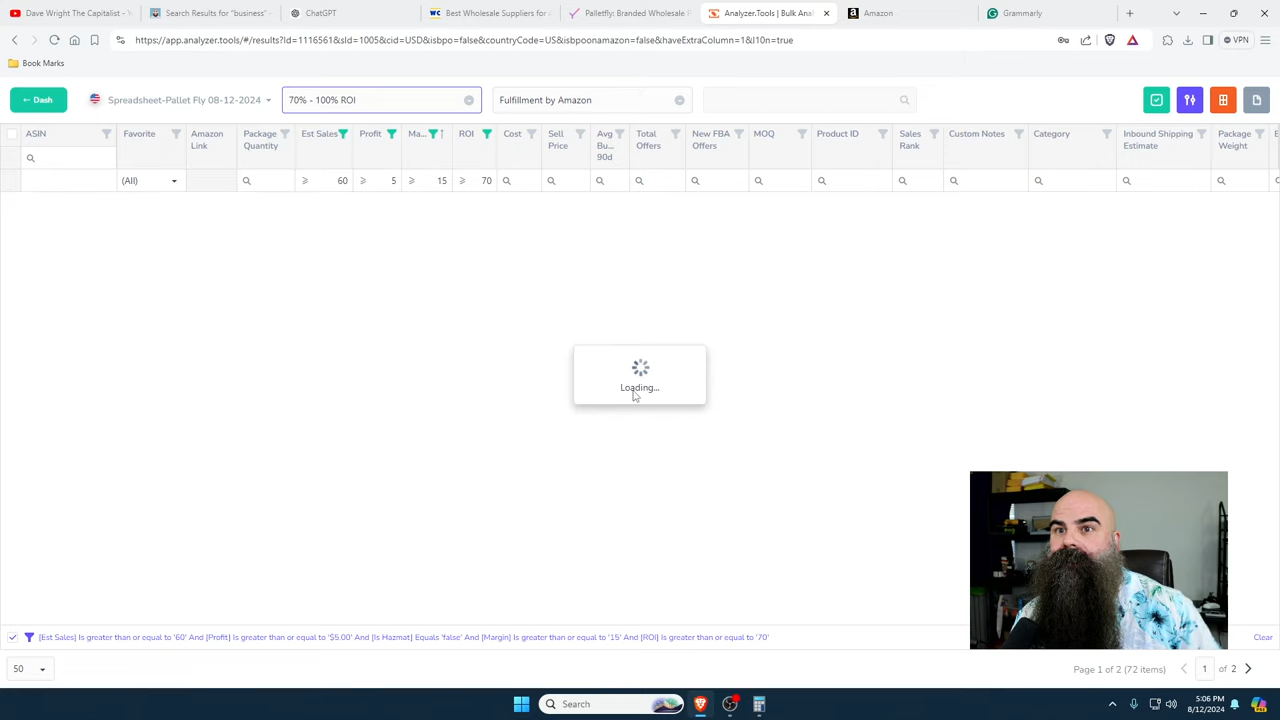 Dave Wright The Capitalist - Y
Search Results for "business"
ChatGPT
Best Wholesale Suppliers for A
Palletfly: Branded Wholesale P
Analyzer.Tools | Bulk Anal
Amazon
Grammarly
https://app.analyzer.tools/#/results?Id=1116561&sId=1005&cid=USD&isbpo=false&countryCode=US&isbpoonamazon=false&haveExtraColumn=1&I10n=true
VPN
Book Marks
← Dash
Spreadsheet-Pallet Fly 08-12-2024
70% - 100% ROI
Fulfillment by Amazon
ASIN
Favorite
Amazon Link
Package Quantity
Est Sales
Profit
Ma...
ROI
Cost
Sell Price
Avg Bu... 90d
Total Offers
New FBA Offers
MOQ
Product ID
Sales Rank
Custom Notes
Category
Inbound Shipping Estimate
Package Weight
(All)
≥ 60
≥ 5
≥ 15
≥ 70
Loading...
[Est Sales] Is greater than or equal to '60' And [Profit] Is greater than or equal to '$5.00' And [Is Hazmat] Equals 'false' And [Margin] Is greater than or equal to '15' And [ROI] Is greater than or equal to '70'
Clear
50
Page 1 of 2 (72 items)
1
of 2
Search
5:06 PM
8/12/2024